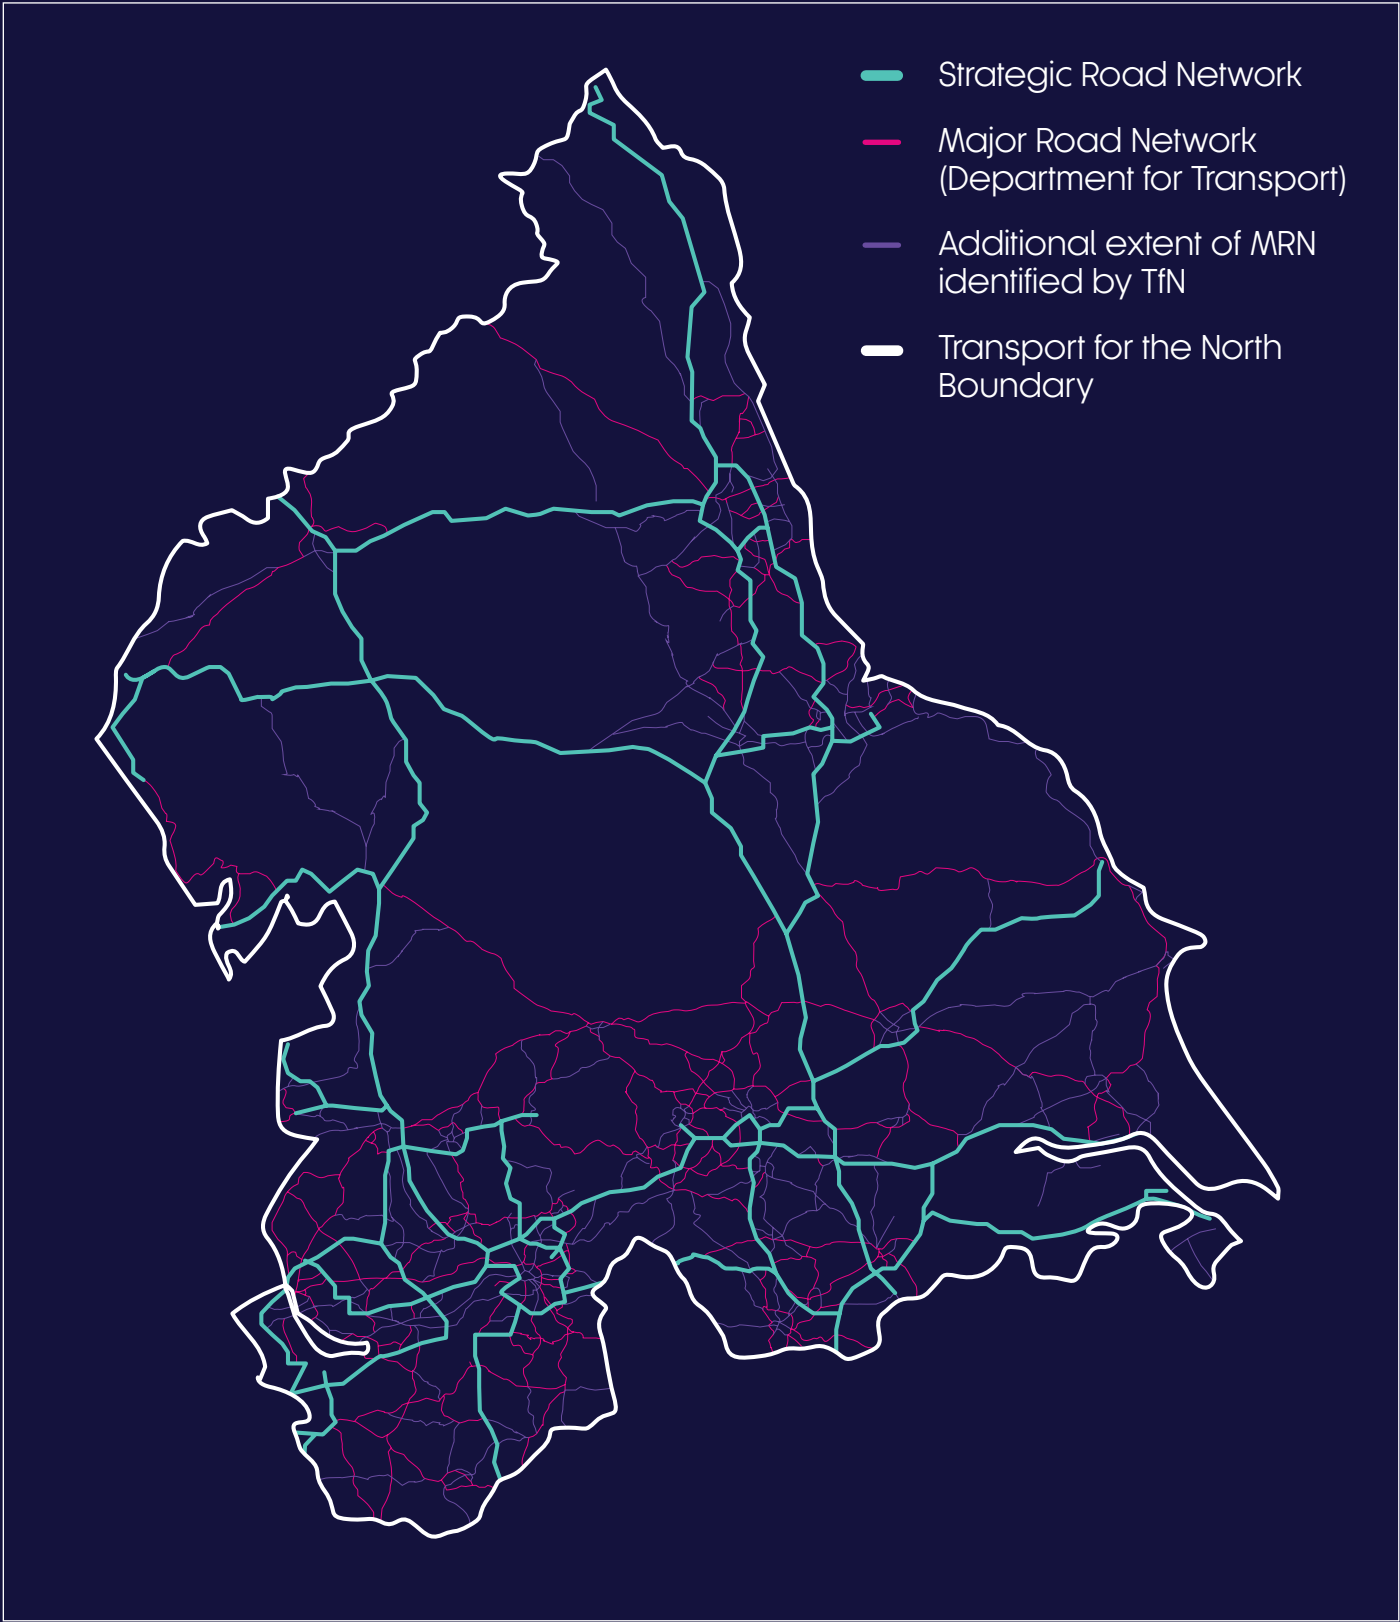 Strategic Road Network
Major Road Network
(Department for Transport)
Additional extent of MRN
identified by TfN
Transport for the North
Boundary